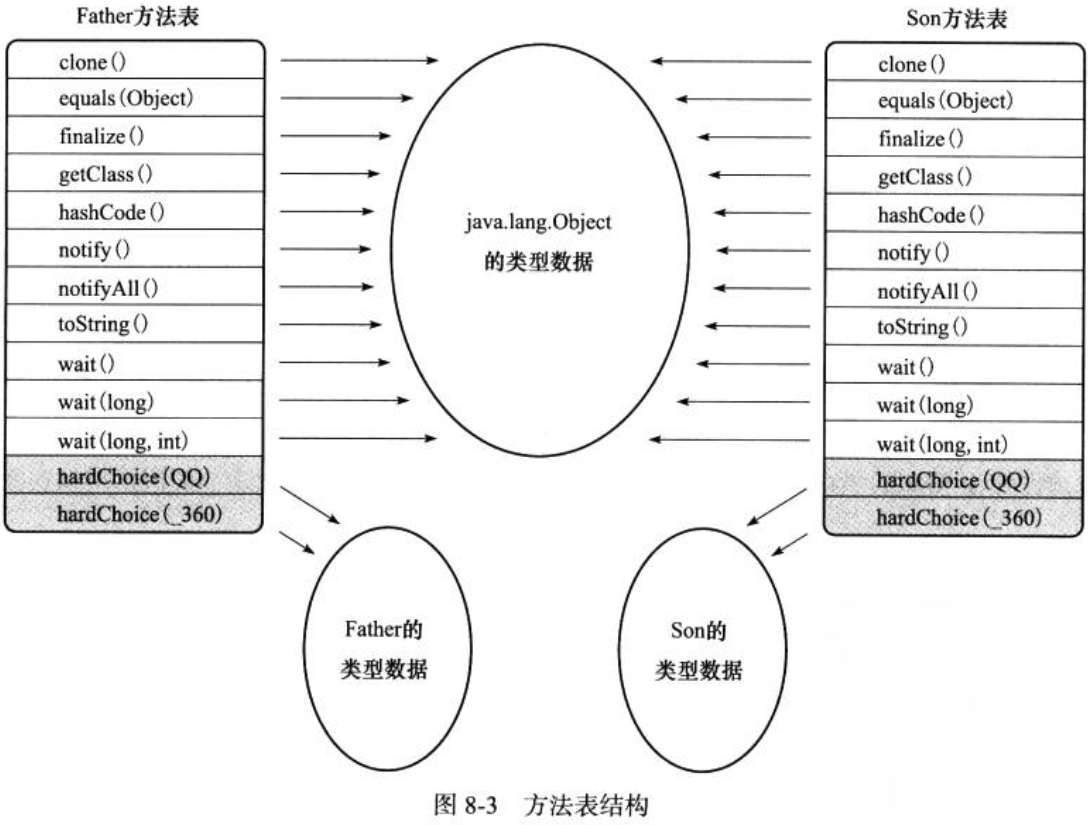 Father方法表
clone()
equals(Object)
finalize()
getClass()
hashCode()
notify()
notifyAll()
toString()
wait()
wait(long)
wait(long, int)
hardChoice(QQ)
hardChoice(_360)
java.lang.Object
的类型数据
Father的
类型数据
Son的
类型数据
Son方法表
clone()
equals(Object)
finalize()
getClass()
hashCode()
notify()
notifyAll()
toString()
wait()
wait(long)
wait(long, int)
hardChoice(QQ)
hardChoice(_360)
图 8-3 方法表结构